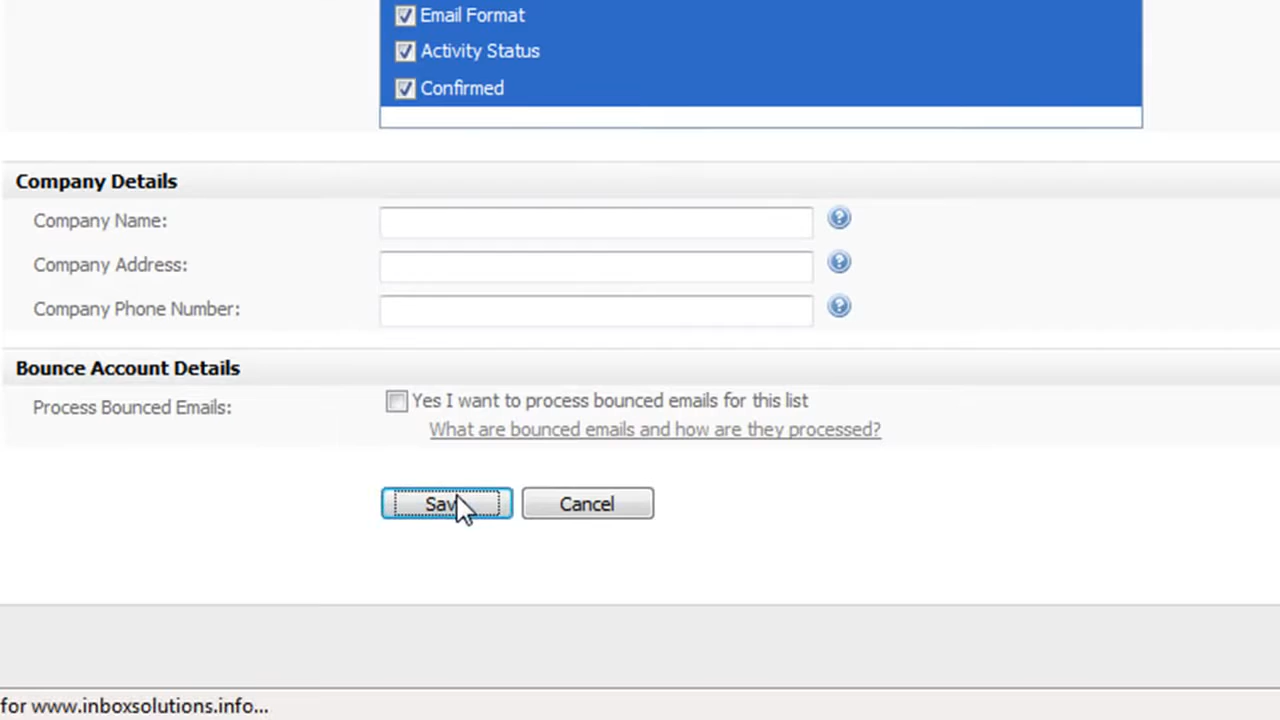 Email Format
Activity Status
Confirmed
Company Details
Company Name:
Company Address:
Company Phone Number:
Bounce Account Details
Process Bounced Emails:
Yes I want to process bounced emails for this list
What are bounced emails and how are they processed?
Sav
Cancel
for www.inboxsolutions.info...